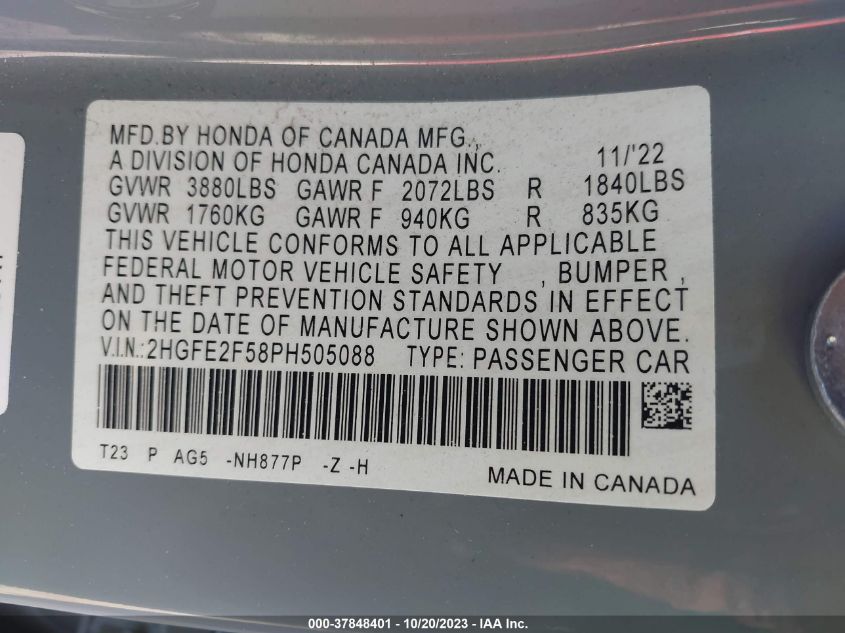 MFD.BY HONDA OF CANADA MFG.,
A DIVISION OF HONDA CANADA INC. 11/'22
GVWR 3880LBS GAWR F 2072LBS R 1840LBS
GVWR 1760KG GAWR F 940KG R 835KG
THIS VEHICLE CONFORMS TO ALL APPLICABLE
FEDERAL MOTOR VEHICLE SAFETY , BUMPER ,
AND THEFT PREVENTION STANDARDS IN EFFECT
ON THE DATE OF MANUFACTURE SHOWN ABOVE.
V.I.N.:2HGFE2F58PH505088 TYPE: PASSENGER CAR
T23 P AG5 -NH877P -Z -H
MADE IN CANADA
000-37848401 - 10/20/2023 - IAA Inc.